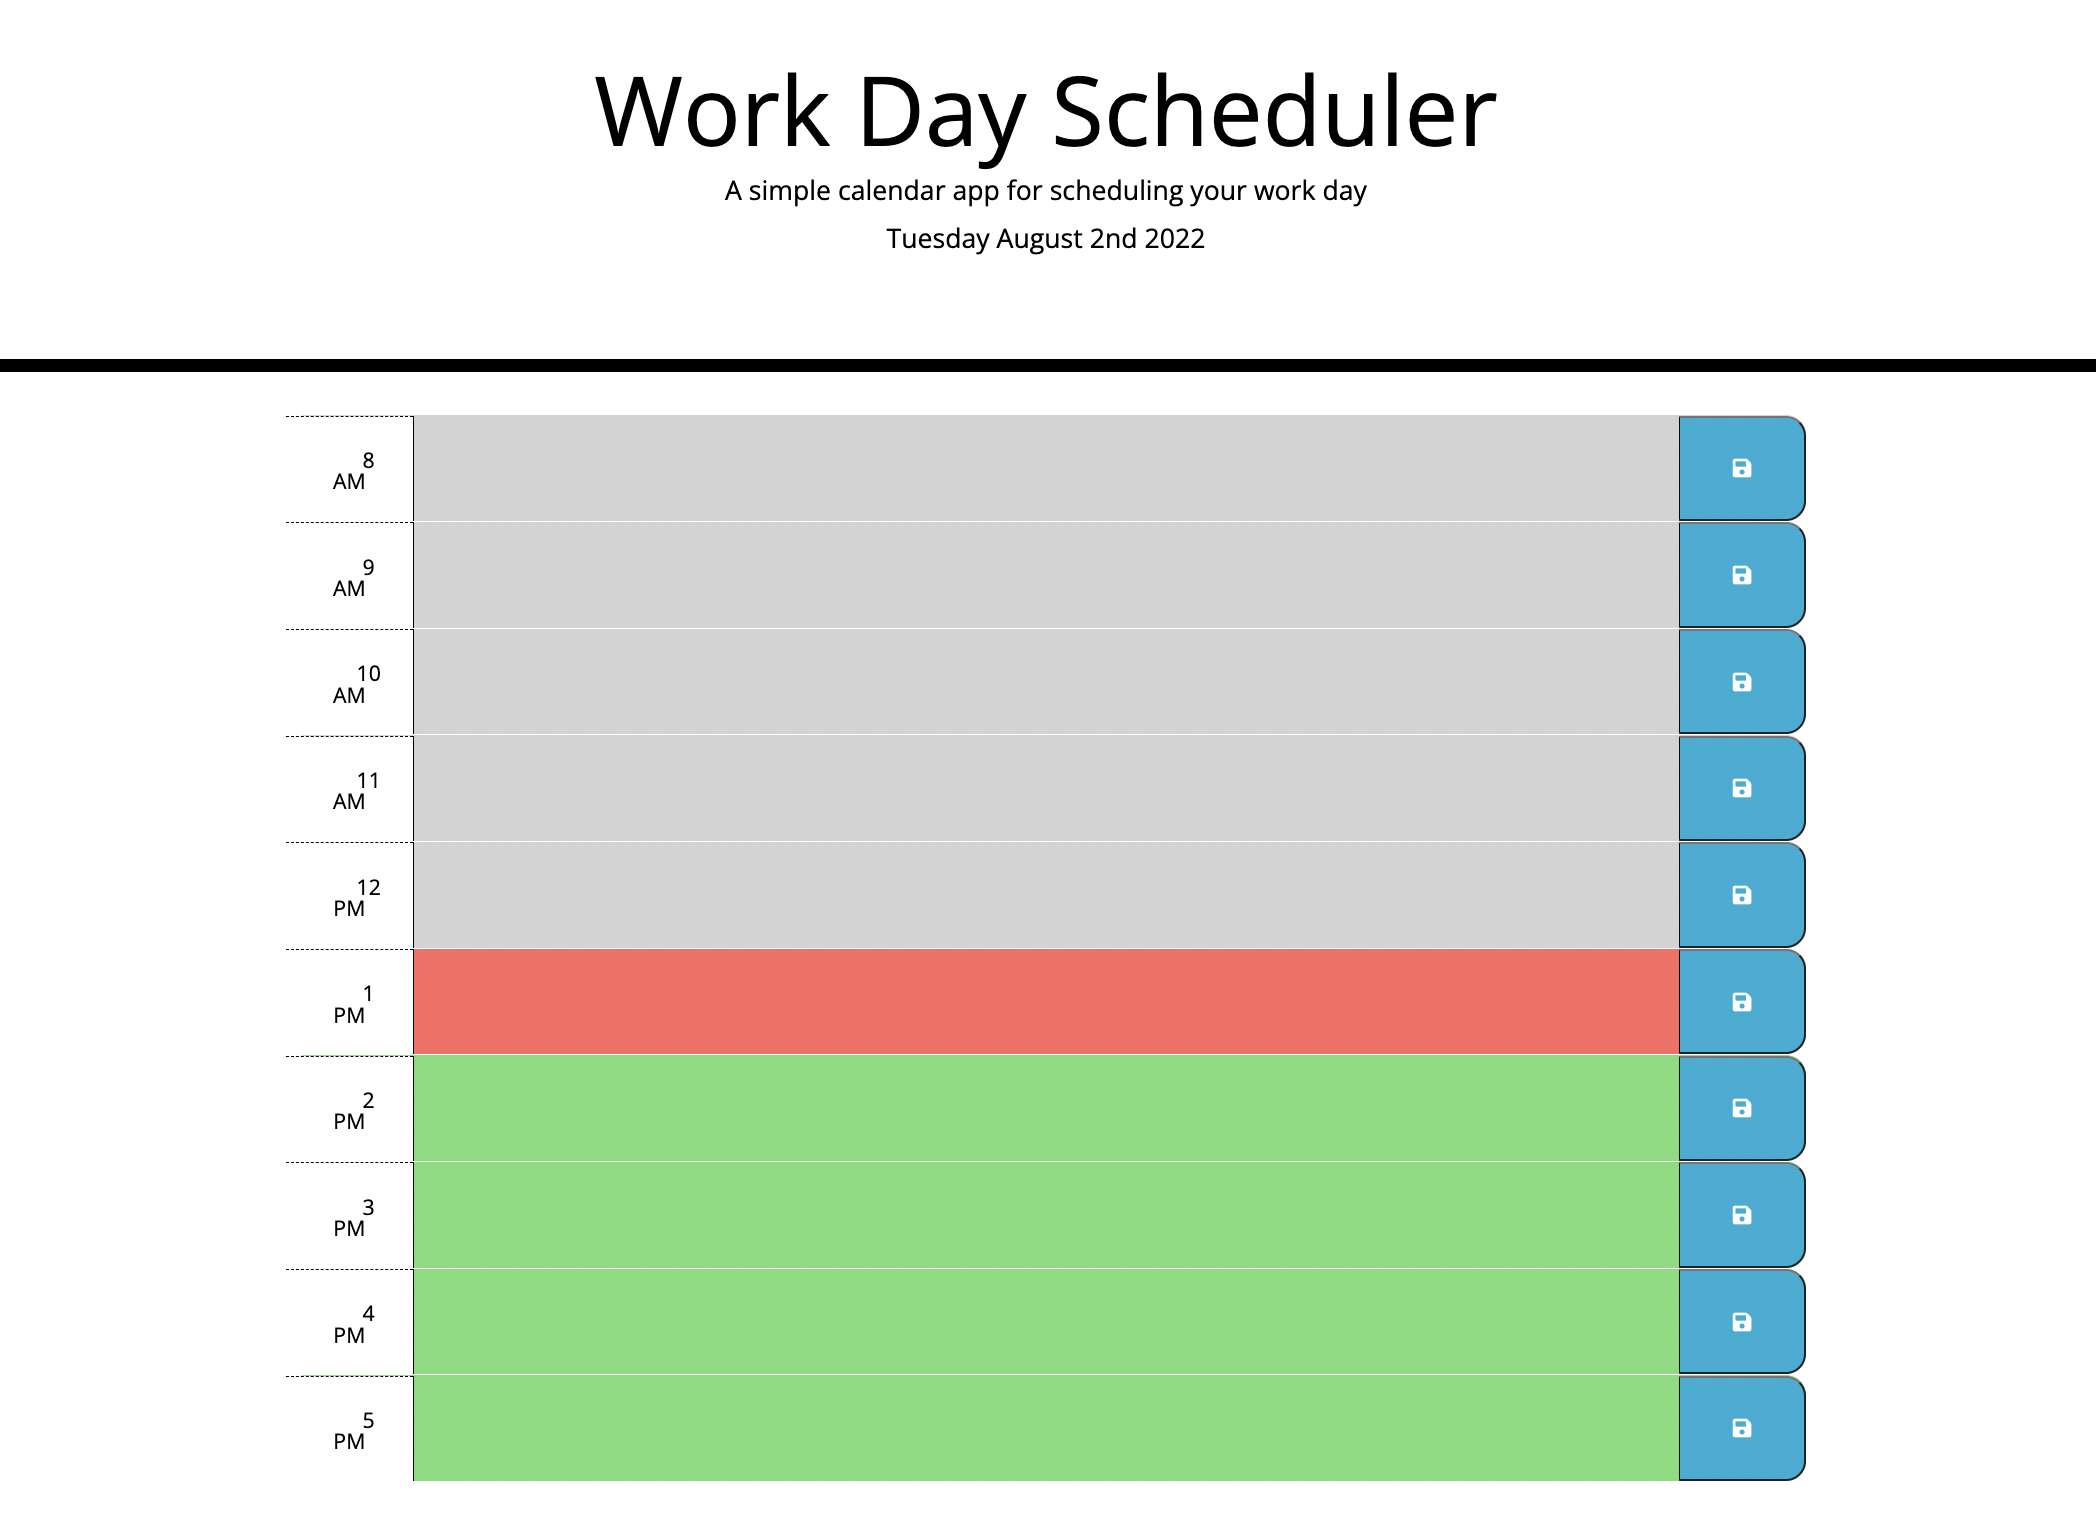 Work Day Scheduler
A simple calendar app for scheduling your work day
Tuesday August 2nd 2022
8
AM
9
AM
10
AM
11
AM
12
PM
1
PM
2
PM
3
PM
4
PM
5
PM